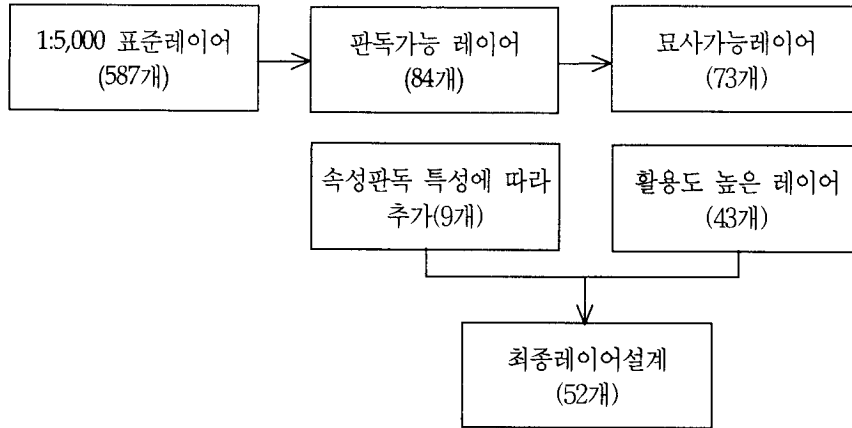 1:5,000 표준레이어
(587개)
판독가능 레이어
(84개)
묘사가능레이어
(73개)
속성판독 특성에 따라
추가(9개)
활용도 높은 레이어
(43개)
최종레이어설계
(52개)